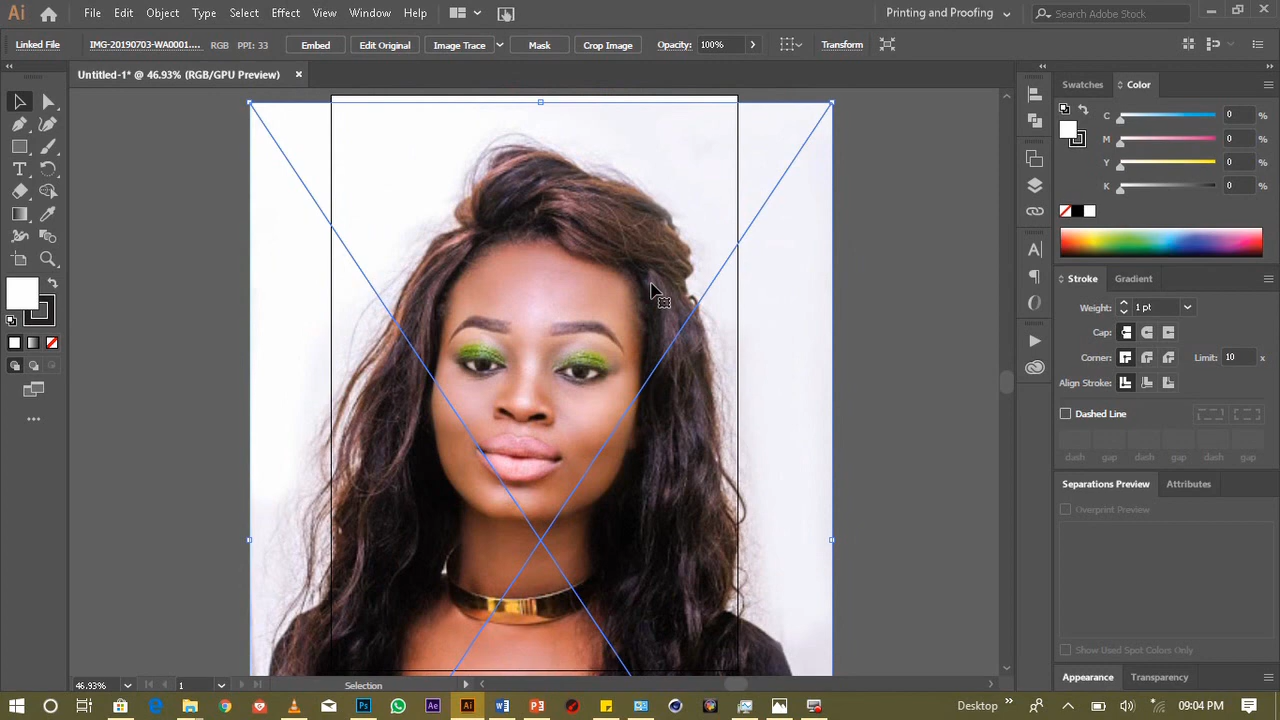 Ai File Edit Object Type Select Effect View Window Help Printing and Proofing Search Adobe Stock
Linked File IMG-20190703-WA0001.... RGB PPI: 33 Embed Edit Original Image Trace Mask Crop Image Opacity: 100% Transform
Untitled-1* @ 46.93% (RGB/GPU Preview)
Swatches Color
C 0 %
M 0 %
Y 0 %
K 0 %
Stroke Gradient
Weight: 1 pt
Cap:
Corner: Limit: 10 x
Align Stroke:
Dashed Line
dash gap dash gap dash gap
Separations Preview Attributes
Overprint Preview
Show Used Spot Colors Only
Appearance Transparency
46.93% 1 Selection
Ps Ae Ai Desktop 09:04 PM